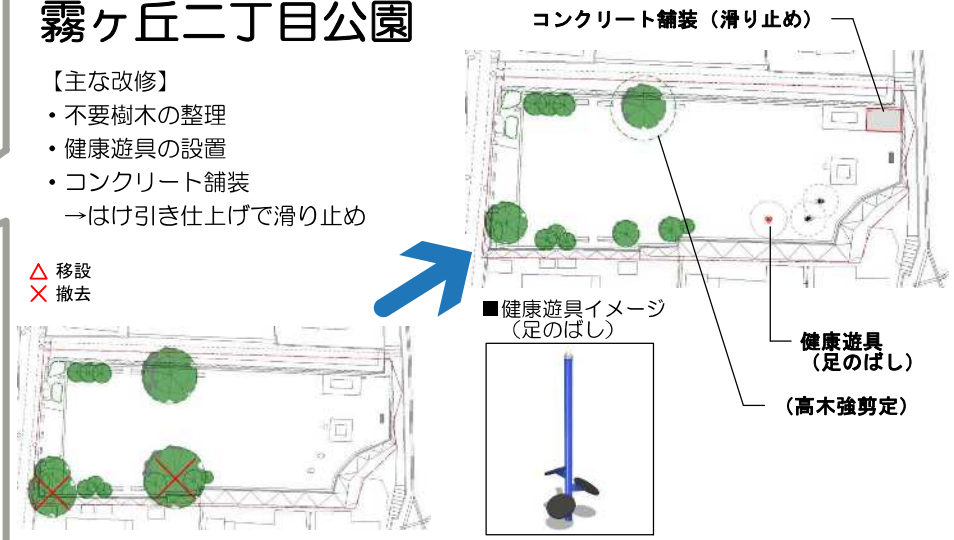 霧ヶ丘二丁目公園
【主な改修】
・不要樹木の整理
・健康遊具の設置
・コンクリート舗装
→はけ引き仕上げで滑り止め
△ 移設
× 撤去
コンクリート舗装（滑り止め）
■健康遊具イメージ
（足のばし）
健康遊具
（足のばし）
（高木強剪定）